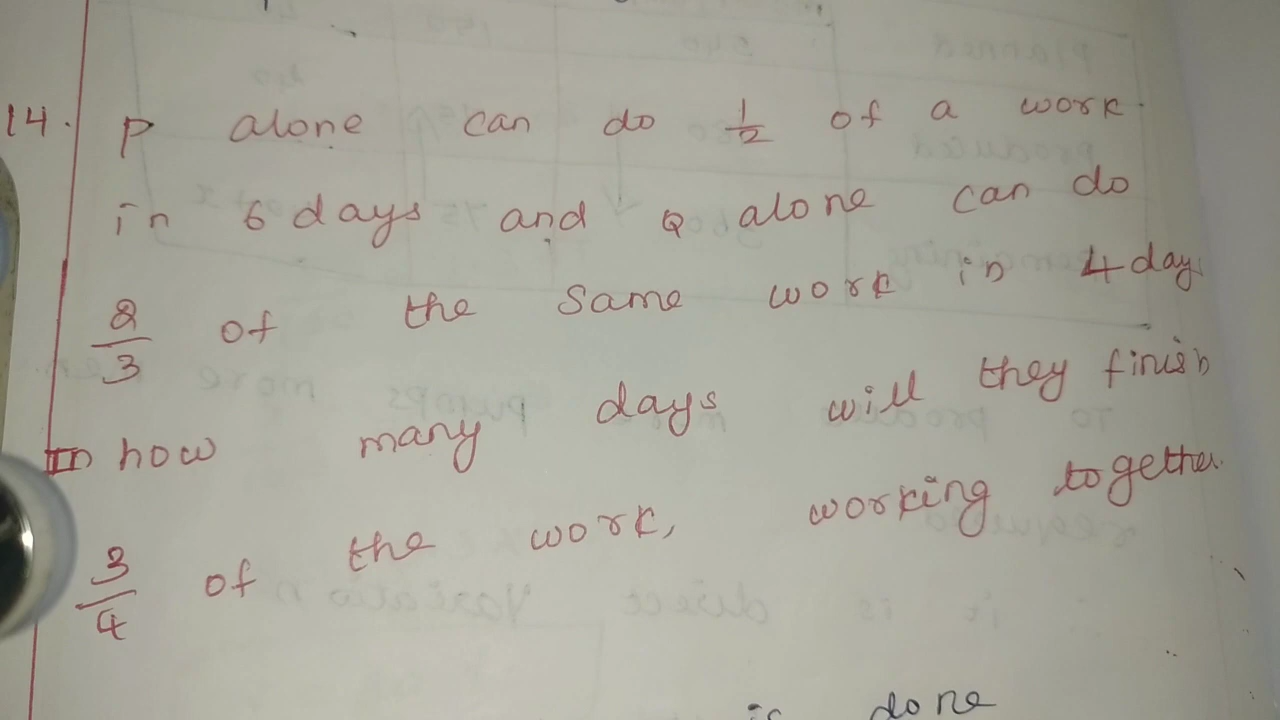 14. P alone can do 1/2 of a work
in 6 days and Q alone can do
2/3 of the same work in 4 days
In how many days will they finish
3/4 of the work, working together.
is done